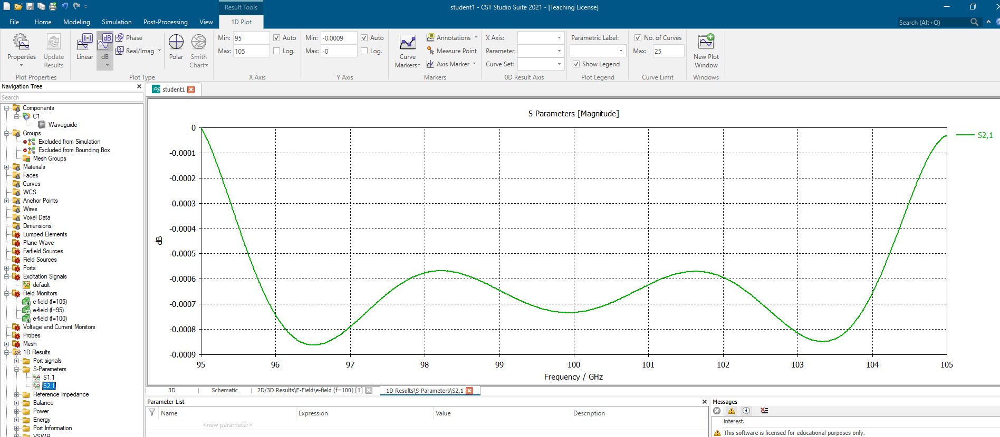 Result Tools
student1 - CST Studio Suite 2021 - [Teaching License]
File Home Modeling Simulation Post-Processing View 1D Plot
Search (Alt+Q)
Properties
Update Results
Plot Properties
Linear
dB
dB
Phase
Real/Imag
Polar
Smith Chart
Plot Type
Min: 95 Auto
Max: 105 Log.
X Axis
Min: -0.0009 Auto
Max: -0 Log.
Y Axis
Curve Markers
Annotations
Measure Point
Axis Marker
Markers
X Axis:
Parameter:
Curve Set:
0D Result Axis
Parametric Label:
Show Legend
Plot Legend
No. of Curves
Max: 25
Curve Limit
New Plot Window
Windows
Navigation Tree
Search
Components
C1
Waveguide
Groups
Excluded from Simulation
Excluded from Bounding Box
Mesh Groups
Materials
Faces
Curves
WCS
Anchor Points
Wires
Voxel Data
Dimensions
Lumped Elements
Plane Wave
Farfield Sources
Field Sources
Ports
Excitation Signals
default
Field Monitors
e-field (f=105)
e-field (f=95)
e-field (f=100)
Voltage and Current Monitors
Probes
Mesh
1D Results
Port signals
S-Parameters
S1,1
S2,1
Reference Impedance
Balance
Power
Energy
Port Information
VSWR
student1
S-Parameters [Magnitude]
0
-0.0001
-0.0002
-0.0003
-0.0004
-0.0005
-0.0006
-0.0007
-0.0008
-0.0009
dB
95 96 97 98 99 100 101 102 103 104 105
Frequency / GHz
S2,1
3D Schematic 2D/3D Results\E-Field\e-field (f=100) [1] 1D Results\S-Parameters\S2,1
Parameter List
Name Expression Value Description
<new parameter>
Messages
interest.
This software is licensed for educational purposes only.